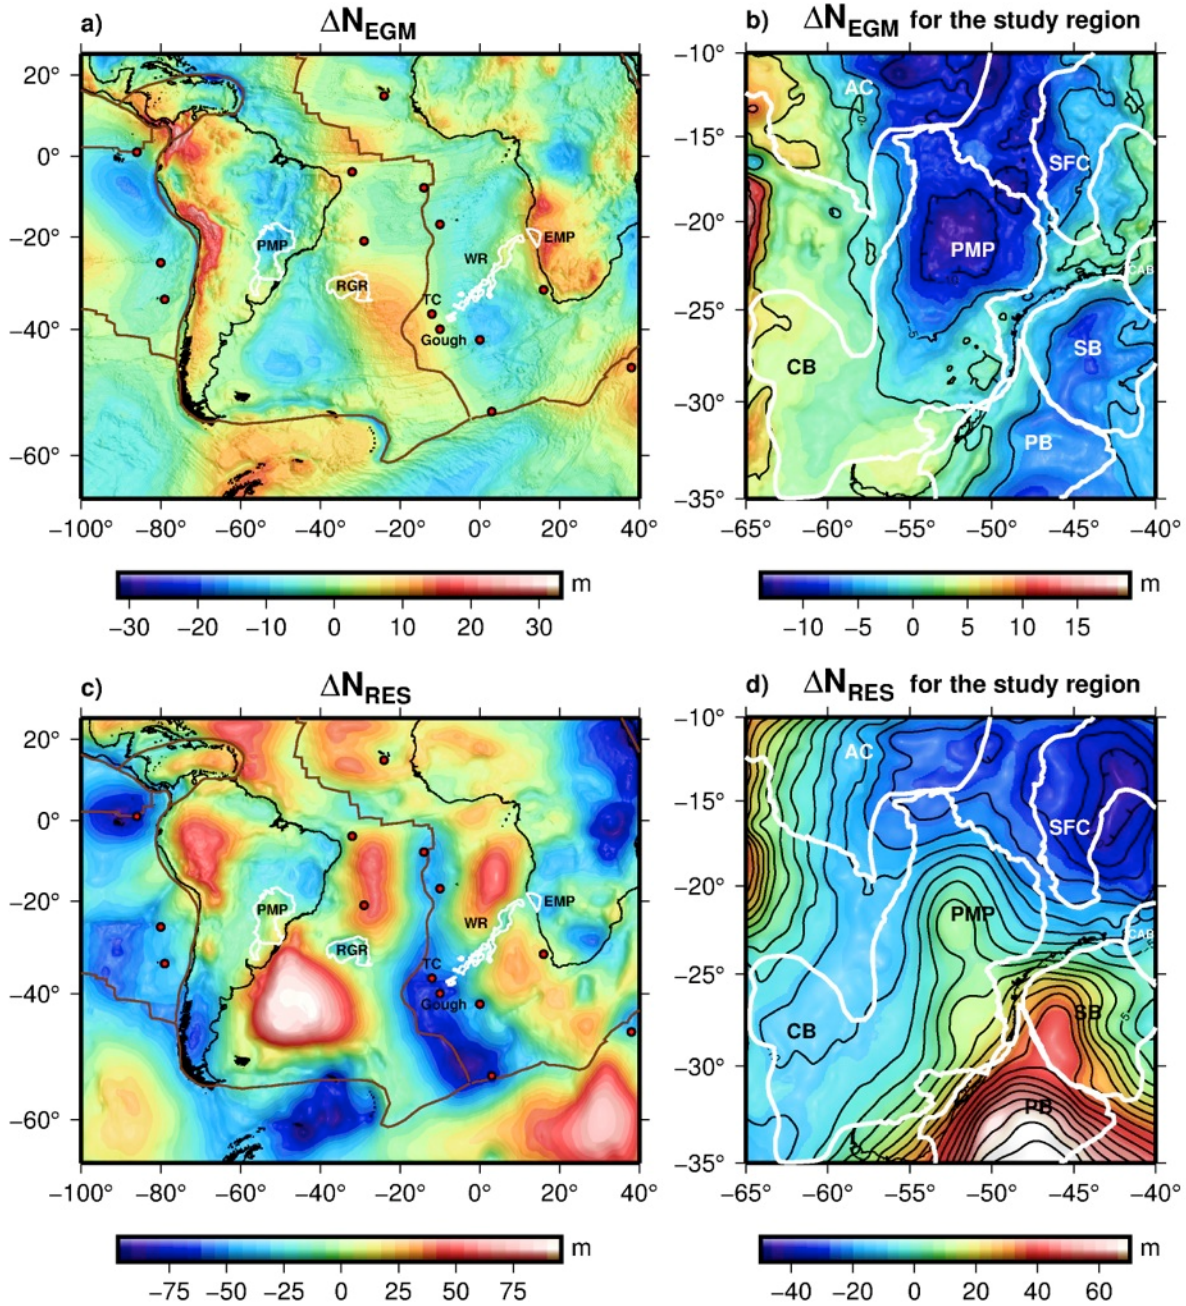 a) ΔN_EGM
20°
0°
−20°
−40°
−60°
PMP
RGR
WR
EMP
TC
Gough
−100° −80° −60° −40° −20° 0° 20° 40°
−30 −20 −10 0 10 20 30 m
b) ΔN_EGM for the study region
−10°
−15°
−20°
−25°
−30°
−35°
AC
SFC
PMP
CAB
CB
SB
PB
−65° −60° −55° −50° −45° −40°
−10 −5 0 5 10 15 m
c) ΔN_RES
20°
0°
−20°
−40°
−60°
PMP
RGR
WR
EMP
TC
Gough
−100° −80° −60° −40° −20° 0° 20° 40°
−75 −50 −25 0 25 50 75 m
d) ΔN_RES for the study region
−10°
−15°
−20°
−25°
−30°
−35°
AC
SFC
PMP
CAB
SB
CB
PB
−65° −60° −55° −50° −45° −40°
−40 −20 0 20 40 60 m